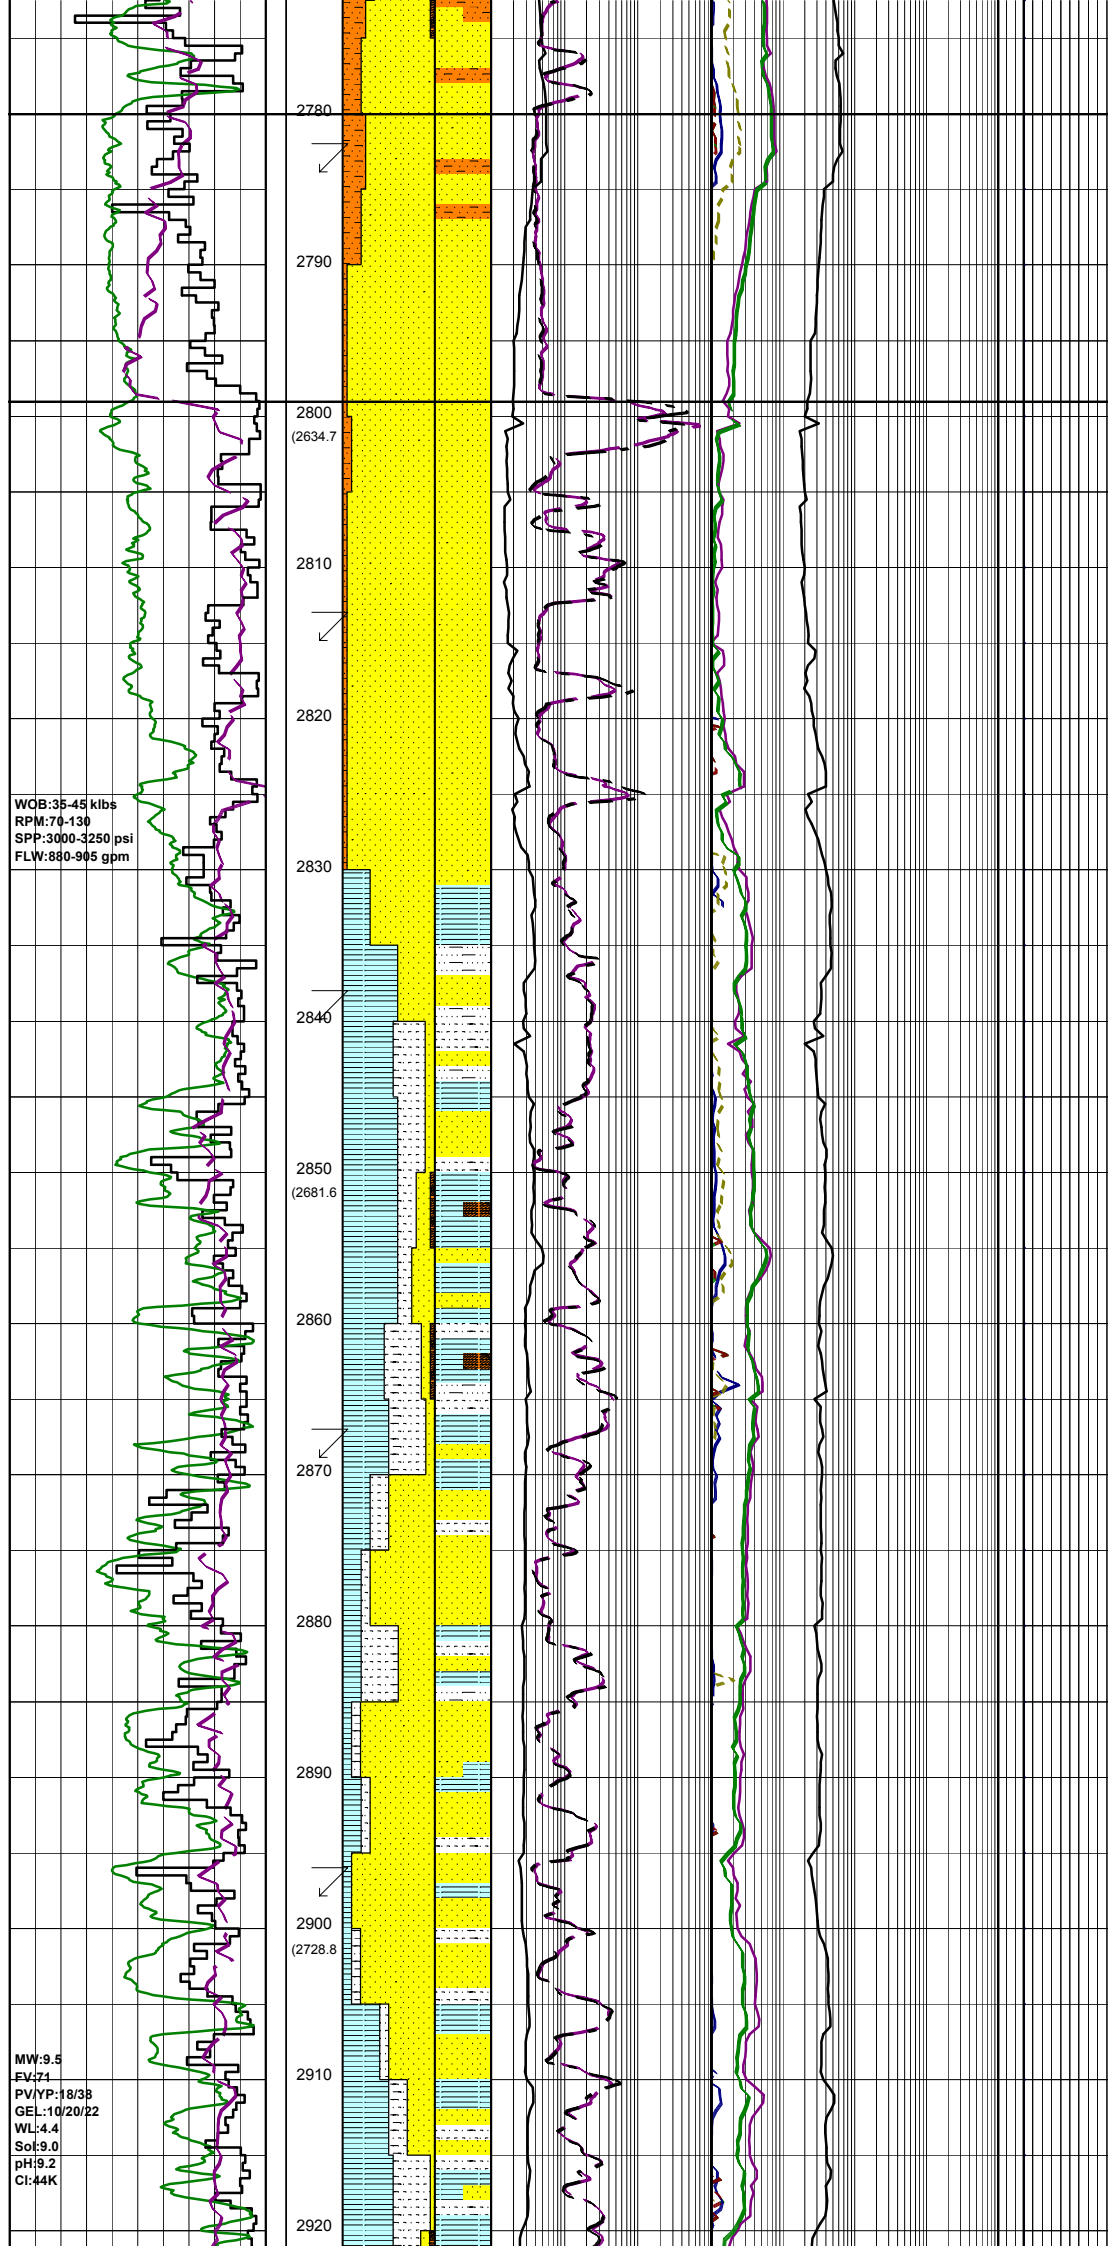 2780
2790
2800
(2634.7
2810
2820
WOB:35-45 klbs
RPM:70-130
SPP:3000-3250 psi
FLW:880-905 gpm
2830
2840
2850
(2681.6
2860
2870
2880
2890
2900
(2728.8
MW:9.5
FV:71
PV/YP:18/38
GEL:10/20/22
WL:4.4
Sol:9.0
pH:9.2
Cl:44K
2910
2920